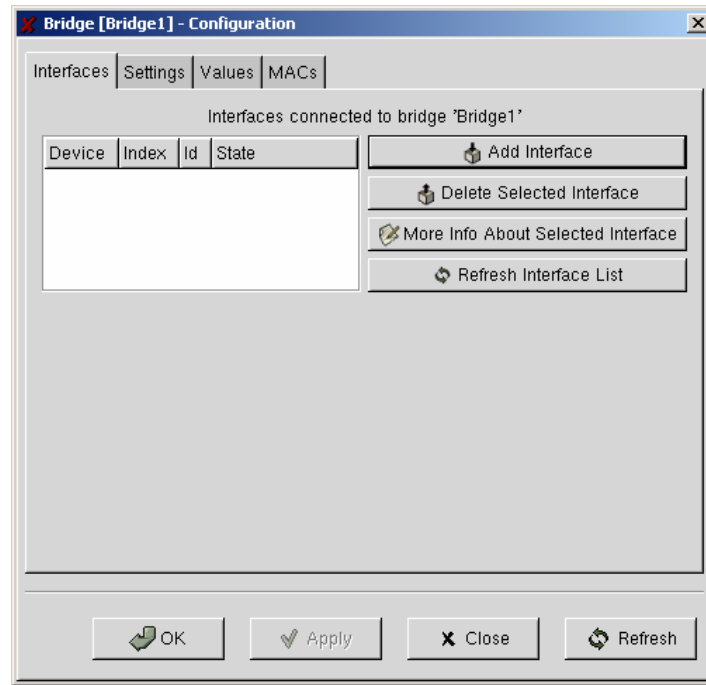 Bridge [Bridge1] - Configuration
Interfaces Settings Values MACs
Interfaces connected to bridge 'Bridge1'
Device Index Id State
Add Interface
Delete Selected Interface
More Info About Selected Interface
Refresh Interface List
OK Apply Close Refresh